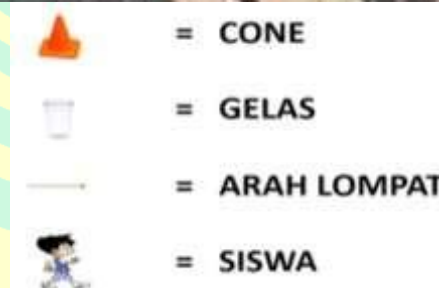 = CONE
= GELAS
= ARAH LOMPAT
= SISWA